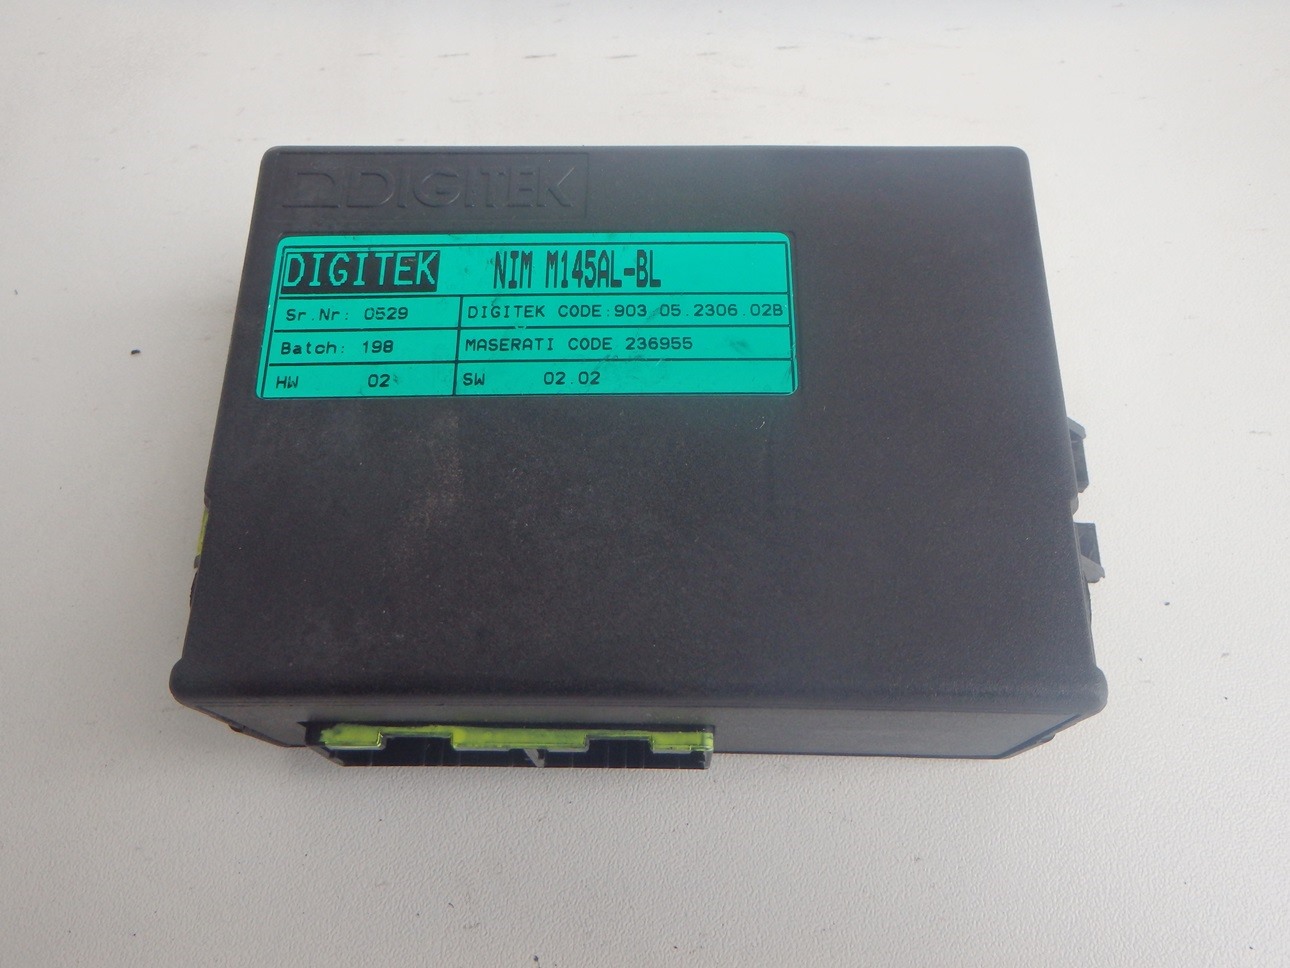 DIGITEK
DIGITEK NIM M145AL-BL
Sr.Nr: 0529 DIGITEK CODE:903.05.2306.02B
Batch: 198 MASERATI CODE 236955
HW 02 SW 02.02